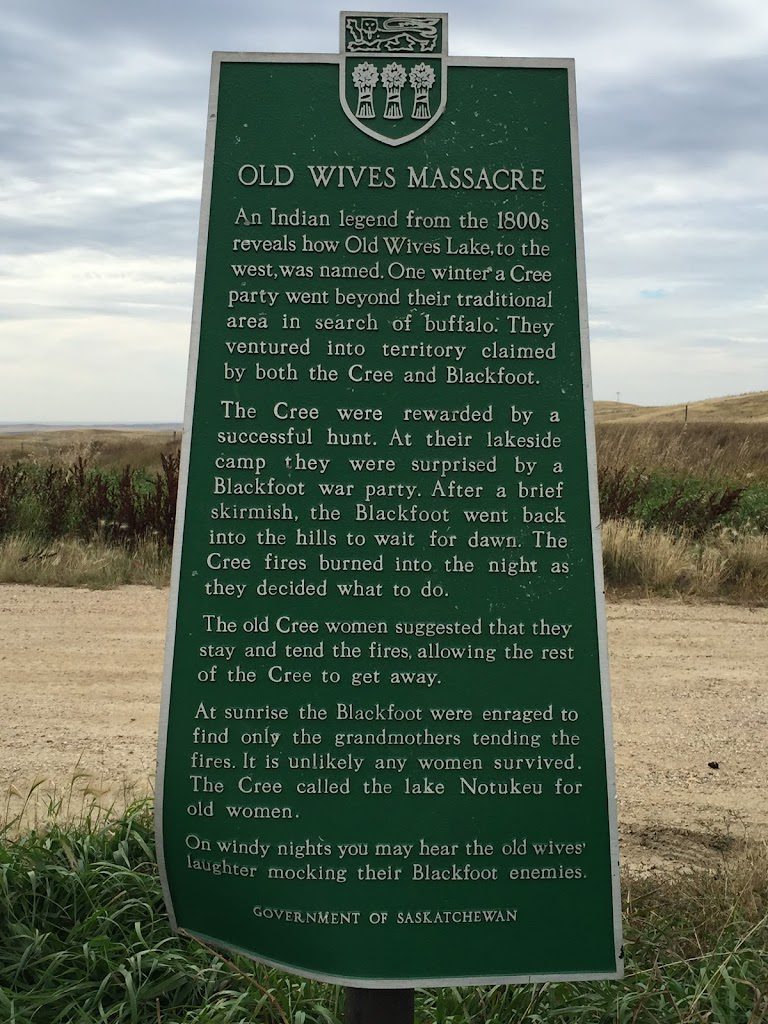 OLD WIVES MASSACRE
An Indian legend from the 1800s
reveals how Old Wives Lake, to the
west, was named. One winter a Cree
party went beyond their traditional
area in search of buffalo. They
ventured into territory claimed
by both the Cree and Blackfoot.
The Cree were rewarded by a
successful hunt. At their lakeside
camp they were surprised by a
Blackfoot war party. After a brief
skirmish, the Blackfoot went back
into the hills to wait for dawn. The
Cree fires burned into the night as
they decided what to do.
The old Cree women suggested that they
stay and tend the fires, allowing the rest
of the Cree to get away.
At sunrise the Blackfoot were enraged to
find only the grandmothers tending the
fires. It is unlikely any women survived.
The Cree called the lake Notukeu for
old women.
On windy nights you may hear the old wives'
laughter mocking their Blackfoot enemies.
GOVERNMENT OF SASKATCHEWAN